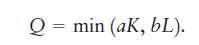 Q = min (aK, bL).